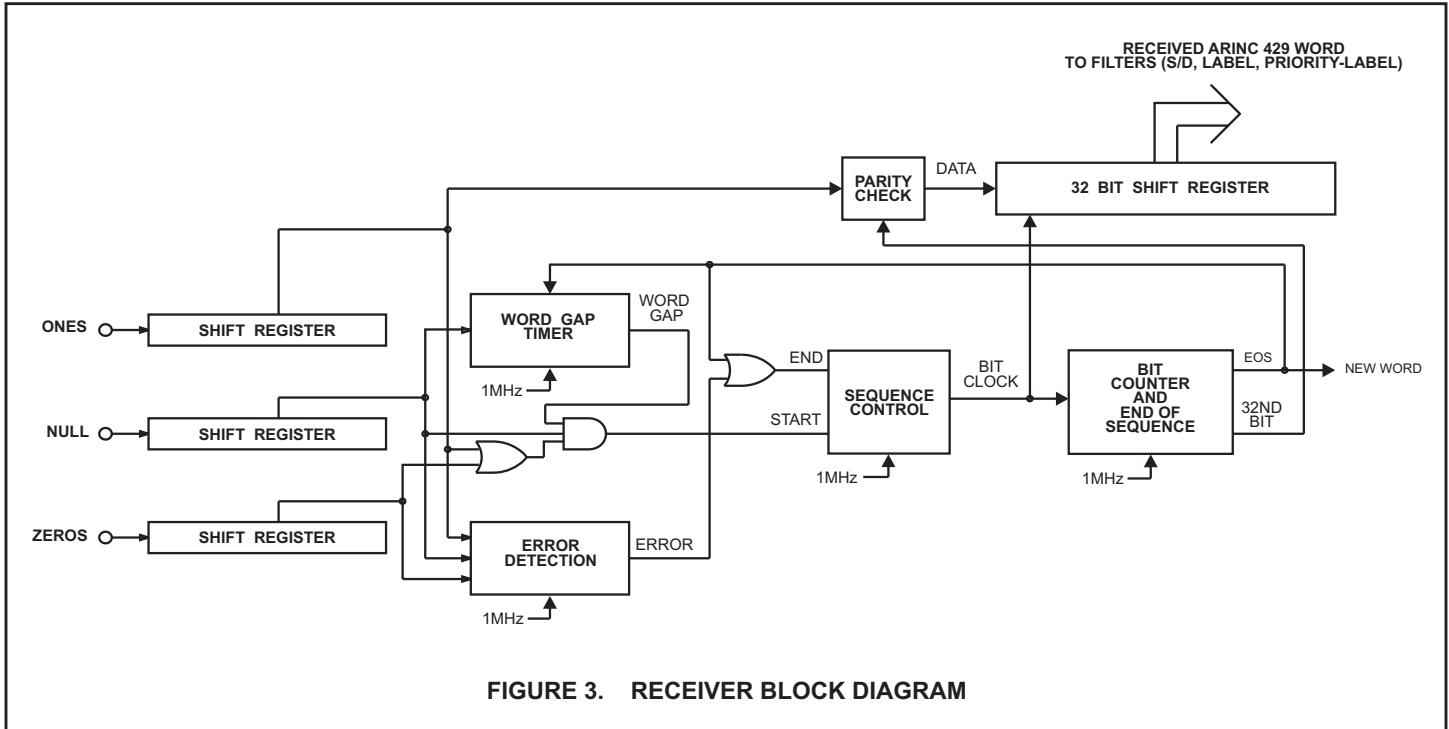 RECEIVED ARINC 429 WORD
TO FILTERS (S/D, LABEL, PRIORITY-LABEL)
PARITY
CHECK
DATA
32 BIT SHIFT REGISTER
ONES
SHIFT REGISTER
WORD GAP
TIMER
WORD
GAP
1MHz
END
SEQUENCE
CONTROL
START
1MHz
BIT
CLOCK
BIT
COUNTER
AND
END OF
SEQUENCE
EOS
32ND
BIT
1MHz
NEW WORD
NULL
SHIFT REGISTER
ZEROS
SHIFT REGISTER
ERROR
DETECTION
ERROR
1MHz
FIGURE 3. RECEIVER BLOCK DIAGRAM